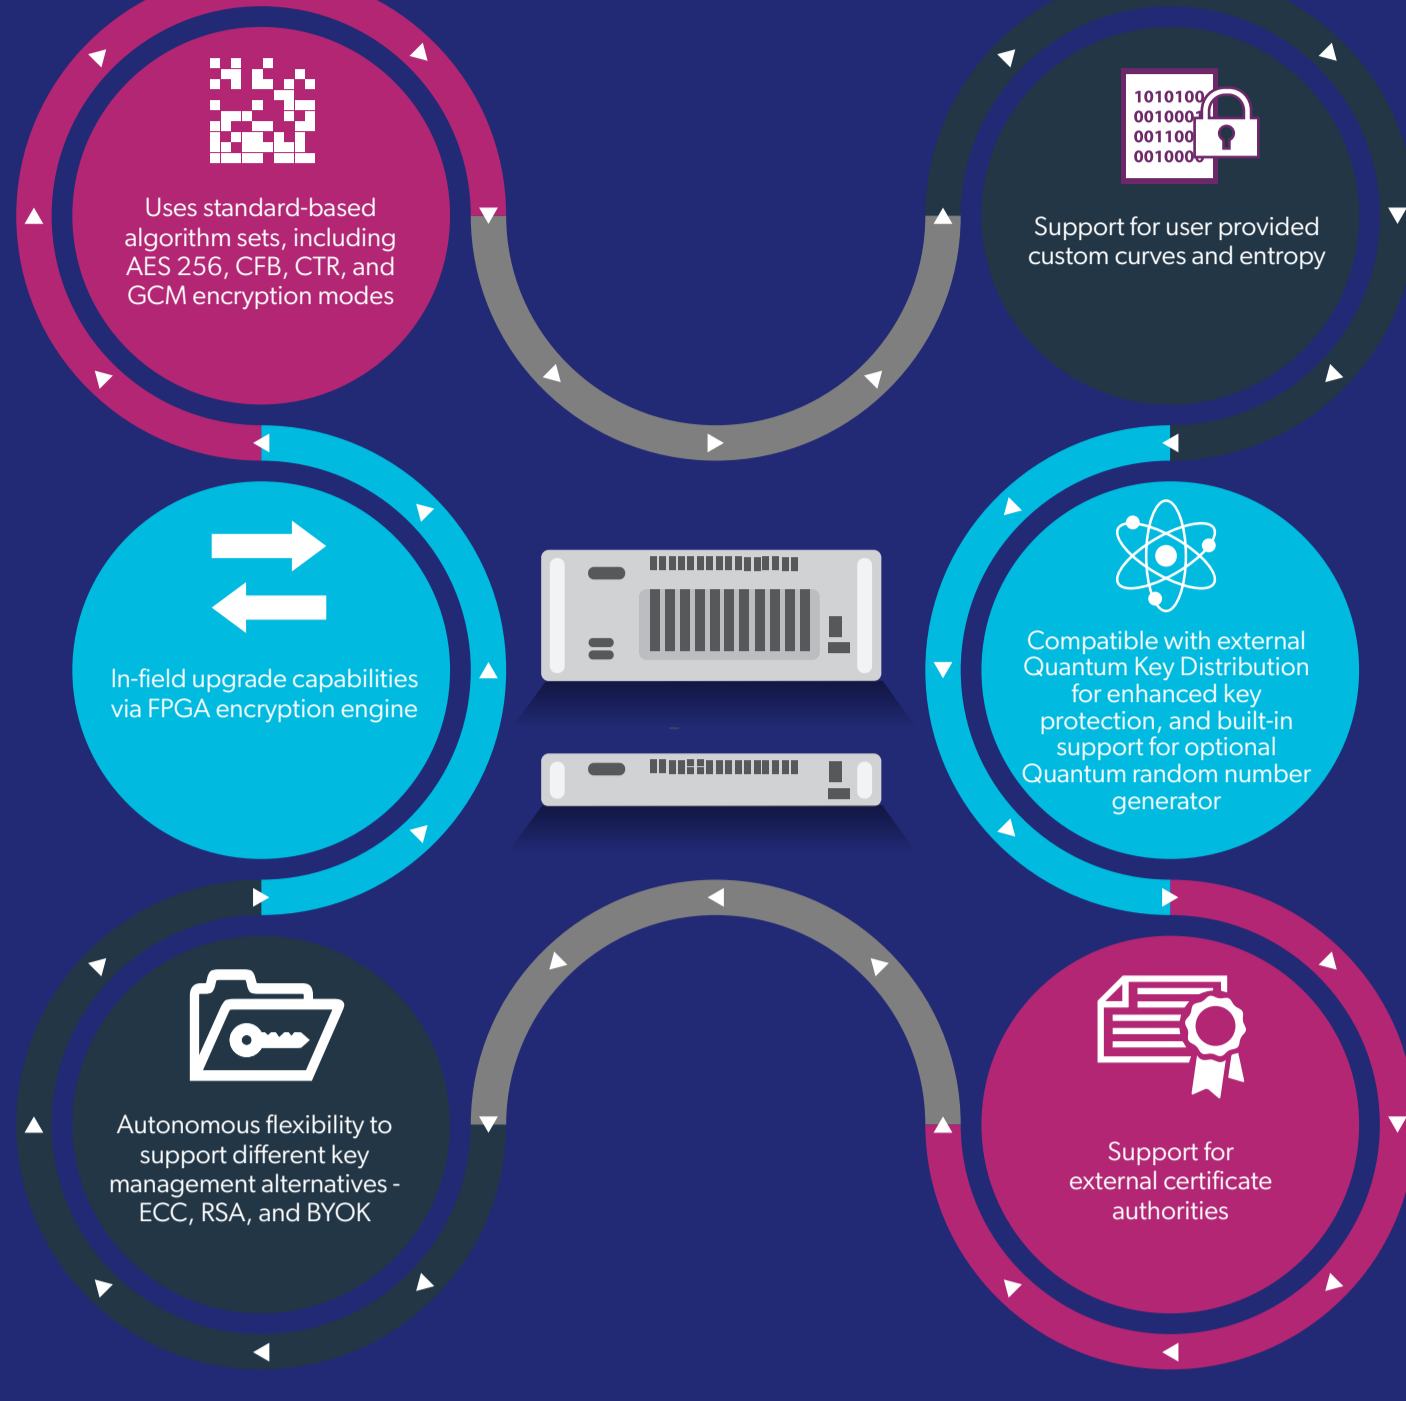 Uses standard-based
algorithm sets, including
AES 256, CFB, CTR, and
GCM encryption modes
1010100
0010001
001100
001000
Support for user provided
custom curves and entropy
In-field upgrade capabilities
via FPGA encryption engine
Compatible with external
Quantum Key Distribution
for enhanced key
protection, and built-in
support for optional
Quantum random number
generator
Autonomous flexibility to
support different key
management alternatives -
ECC, RSA, and BYOK
Support for
external certificate
authorities